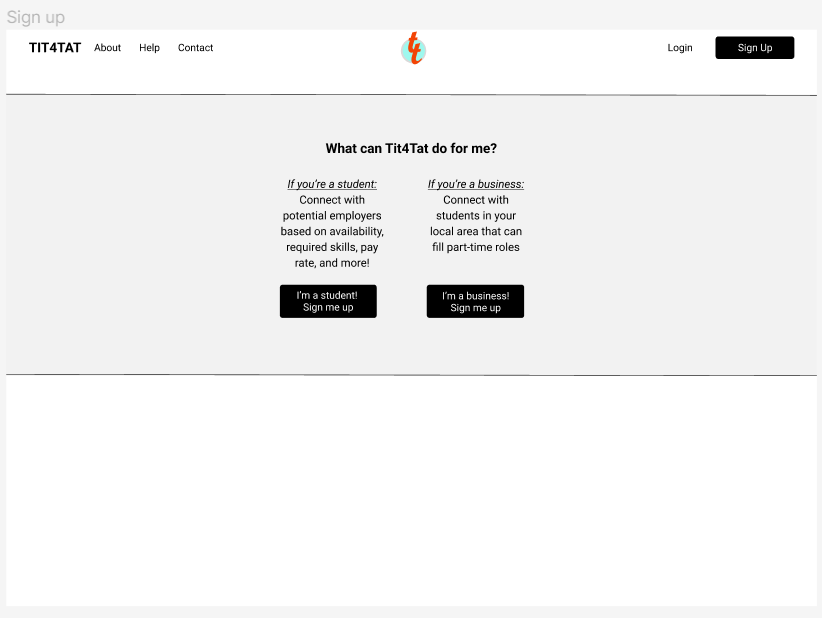 Sign up
TIT4TAT About Help Contact
t4t
Login Sign Up
What can Tit4Tat do for me?
If you're a student:
Connect with
potential employers
based on availability,
required skills, pay
rate, and more!
I'm a student!
Sign me up
If you're a business:
Connect with
students in your
local area that can
fill part-time roles
I'm a business!
Sign me up